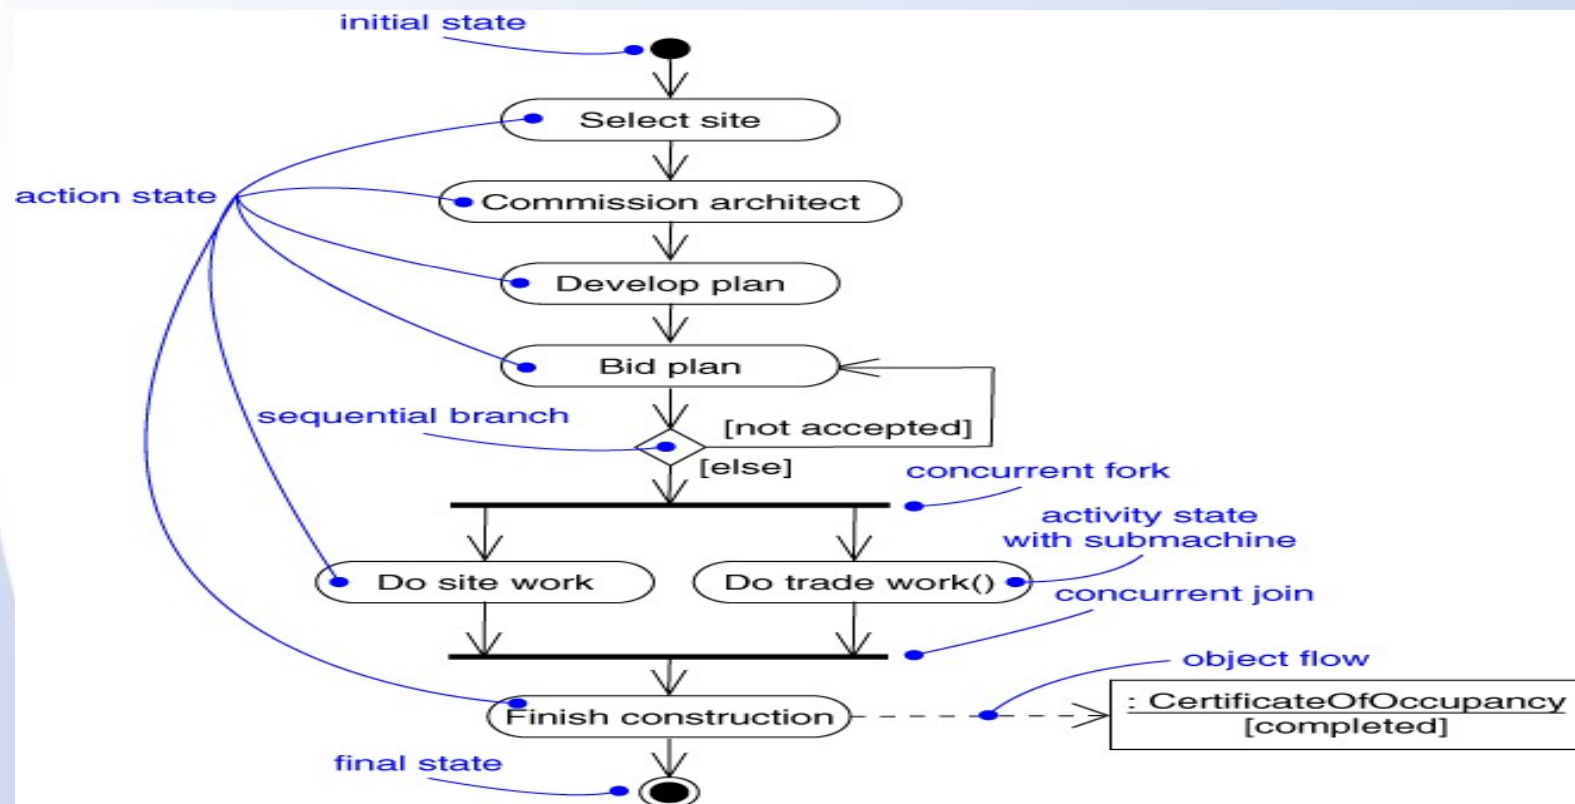 initial state
Select site
action state
Commission architect
Develop plan
Bid plan
sequential branch
[not accepted]
[else]
concurrent fork
activity state
with submachine
Do site work
Do trade work()
concurrent join
object flow
: CertificateOfOccupancy
[completed]
Finish construction
final state